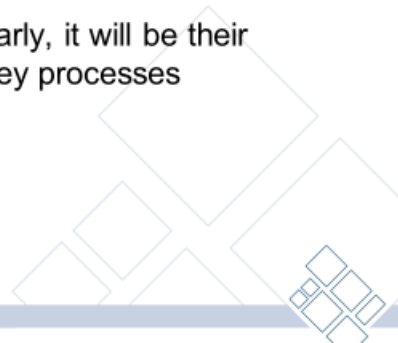 arly, it will be their
ey processes